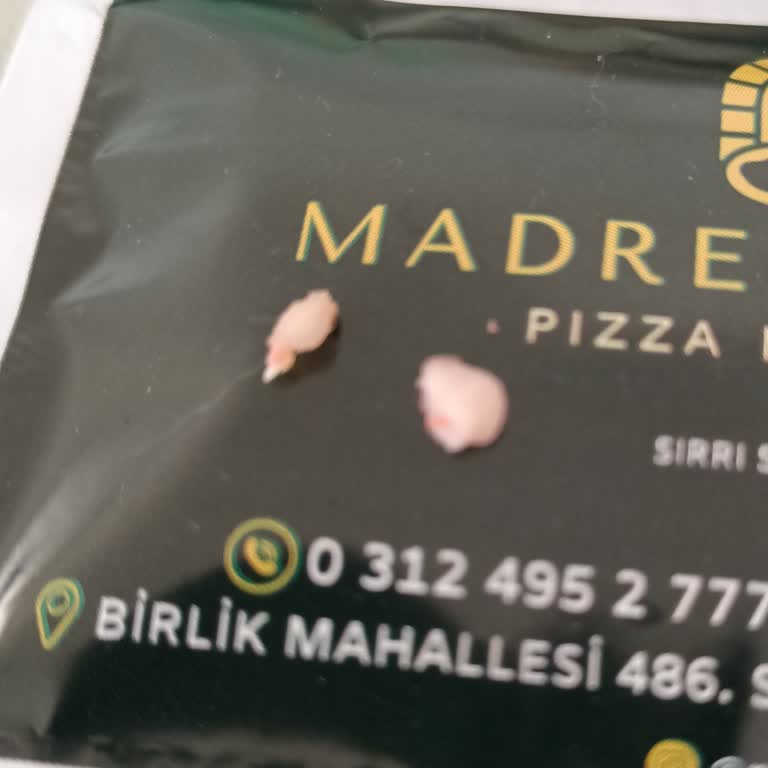 MADRE
PIZZA
SIRRI
0 312 495 2 777
BİRLİK MAHALLESİ 486.